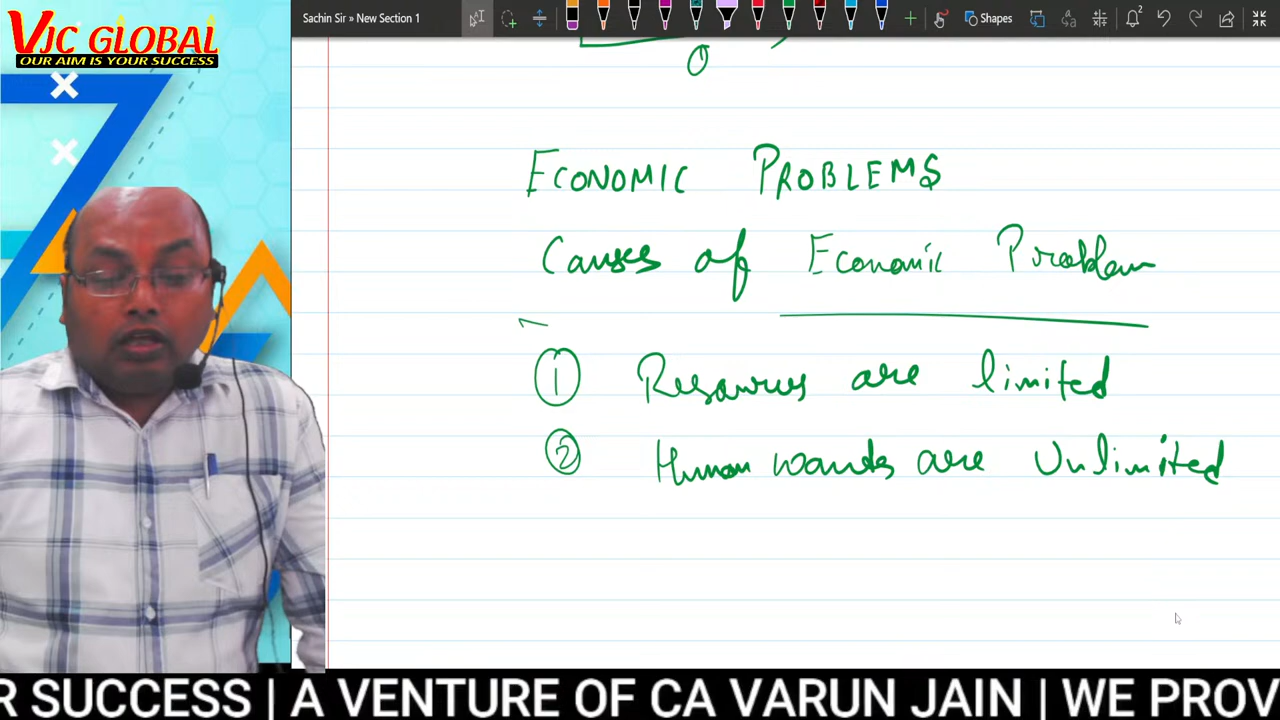 Sachin Sir » New Section 1
Shapes
VJC GLOBAL
OUR AIM IS YOUR SUCCESS
0
ECONOMIC PROBLEMS
Causes of Economic Problem
① Resources are limited
② Human wants are Unlimited
R SUCCESS | A VENTURE OF CA VARUN JAIN | WE PROV